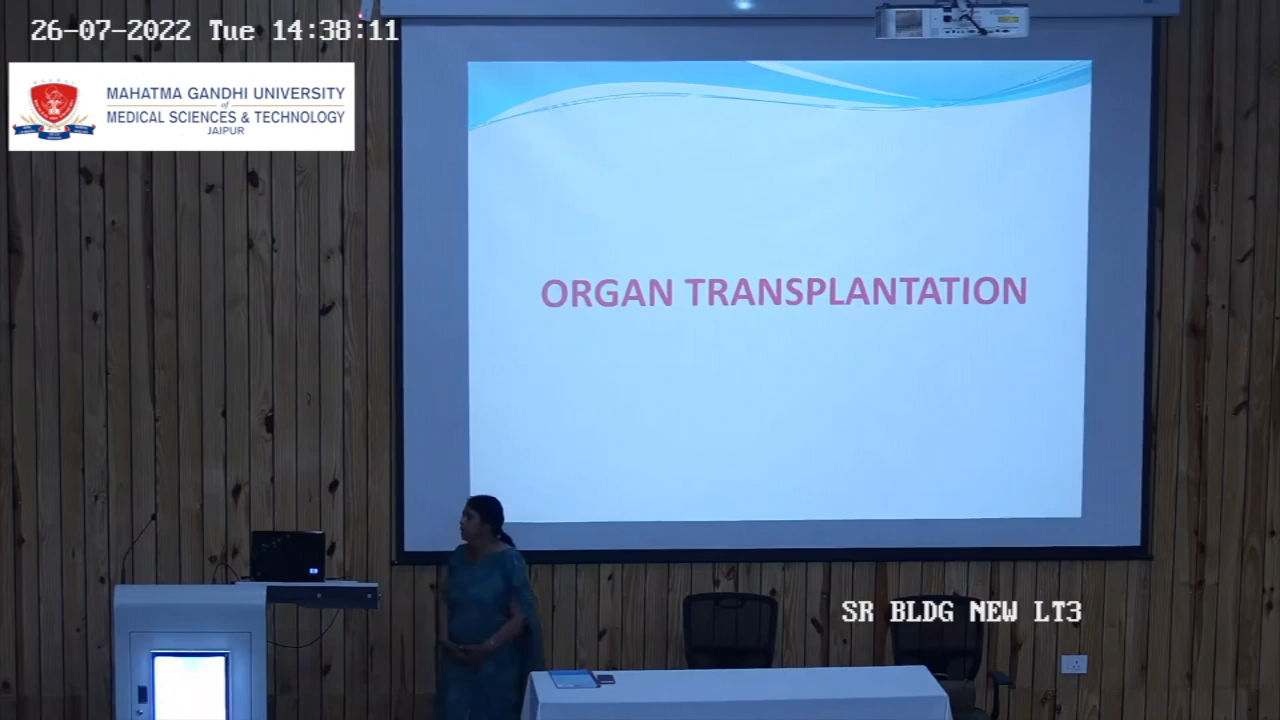 26-07-2022 Tue 14:38:11
MAHATMA GANDHI UNIVERSITY
of
MEDICAL SCIENCES & TECHNOLOGY
JAIPUR
ORGAN TRANSPLANTATION
SR BLDG NEW LT3